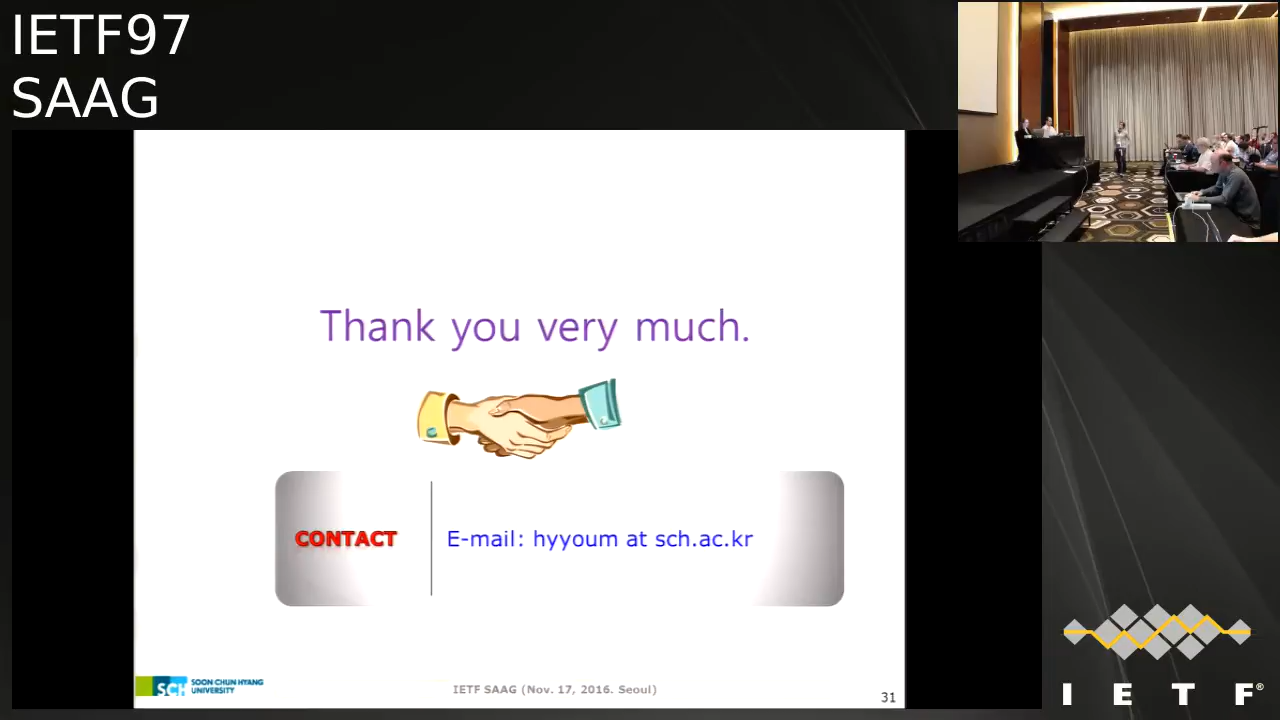 IETF97
SAAG
Thank you very much.
CONTACT
E-mail: hyyoum at sch.ac.kr
SCH SOON CHUN HYANG
UNIVERSITY
IETF SAAG (Nov. 17, 2016. Seoul)
31
I E T F®